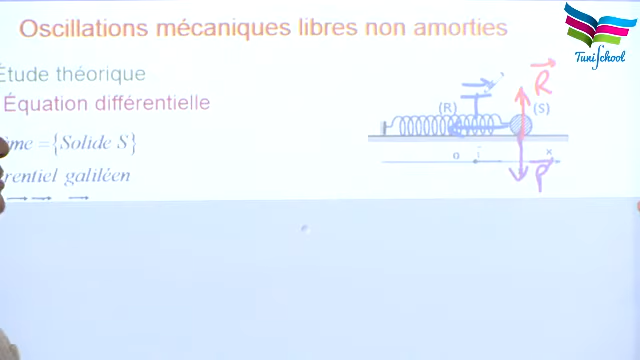 Oscillations mécaniques libres non amorties
TuniSchool
Étude théorique
Équation différentielle
ème = {Solide S}
rentiel galiléen
R
(R)
(S)
o
i
x
P
T